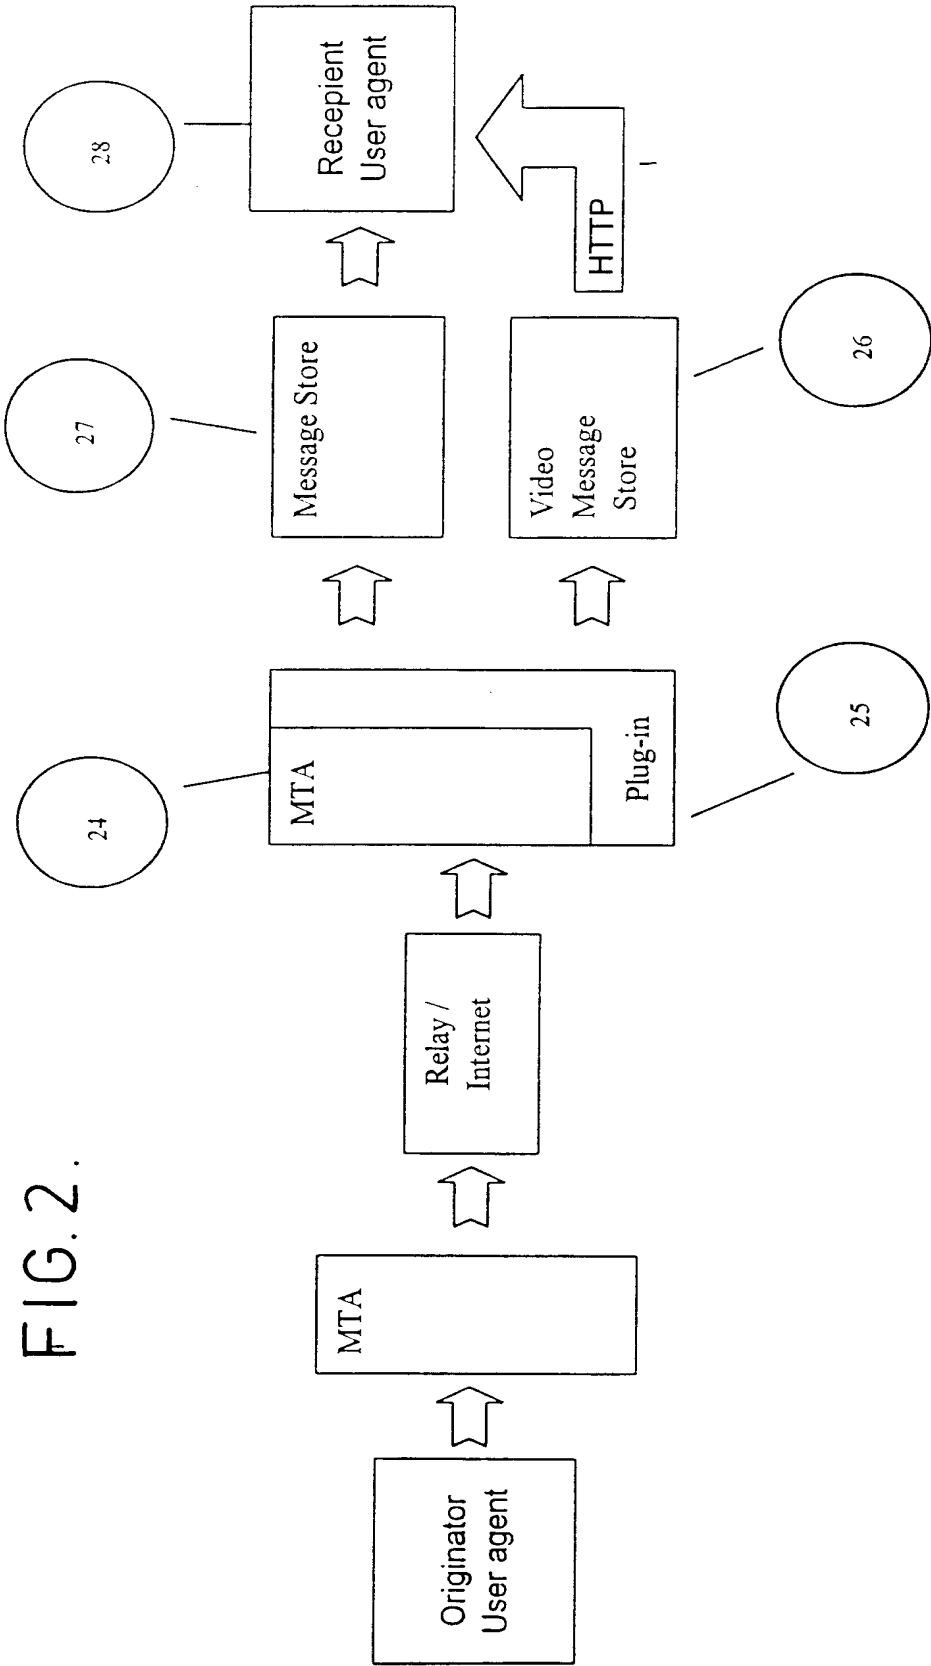 FIG. 2.
Originator
User agent
MTA
Relay /
Internet
24
MTA
Plug-in
25
27
Message Store
Video
Message
Store
26
HTTP
28
Recepient
User agent